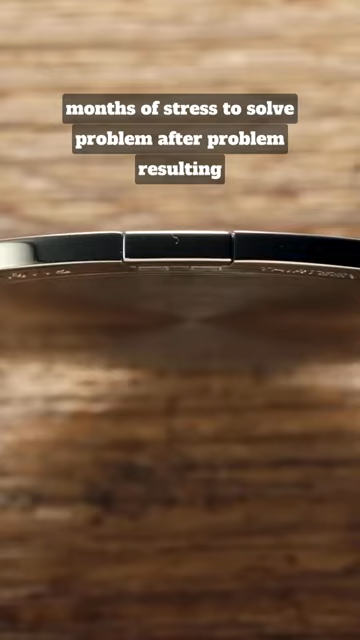 months of stress to solve
problem after problem
resulting